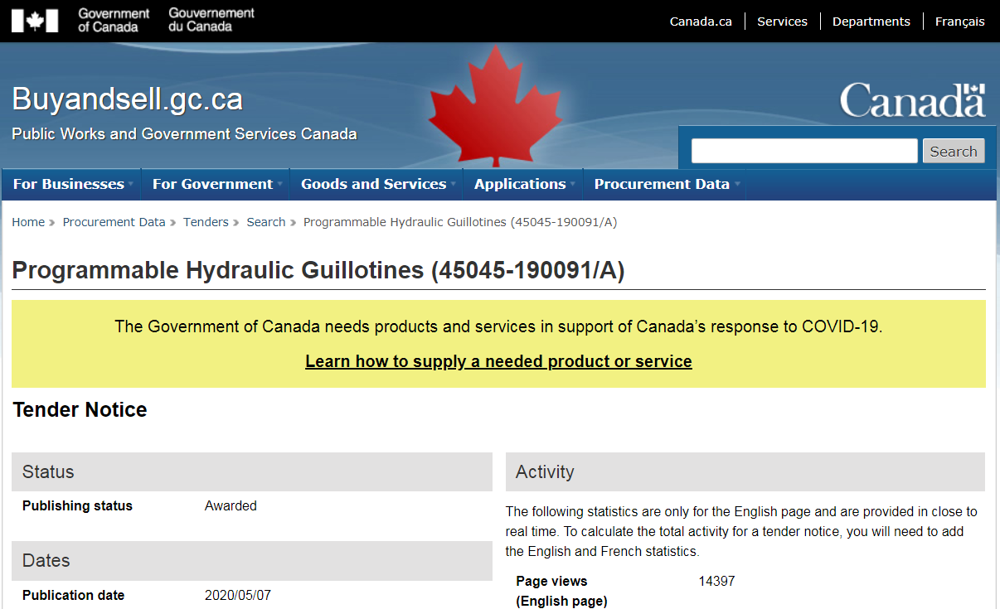 Government of Canada
Gouvernement du Canada
Canada.ca
Services
Departments
Français
Buyandsell.gc.ca
Public Works and Government Services Canada
Canada
Search
For Businesses
For Government
Goods and Services
Applications
Procurement Data
Home » Procurement Data » Tenders » Search » Programmable Hydraulic Guillotines (45045-190091/A)
Programmable Hydraulic Guillotines (45045-190091/A)
The Government of Canada needs products and services in support of Canada’s response to COVID-19.
Learn how to supply a needed product or service
Tender Notice
Status
Publishing status Awarded
Dates
Publication date 2020/05/07
Activity
The following statistics are only for the English page and are provided in close to
real time. To calculate the total activity for a tender notice, you will need to add
the English and French statistics.
Page views 14397
(English page)